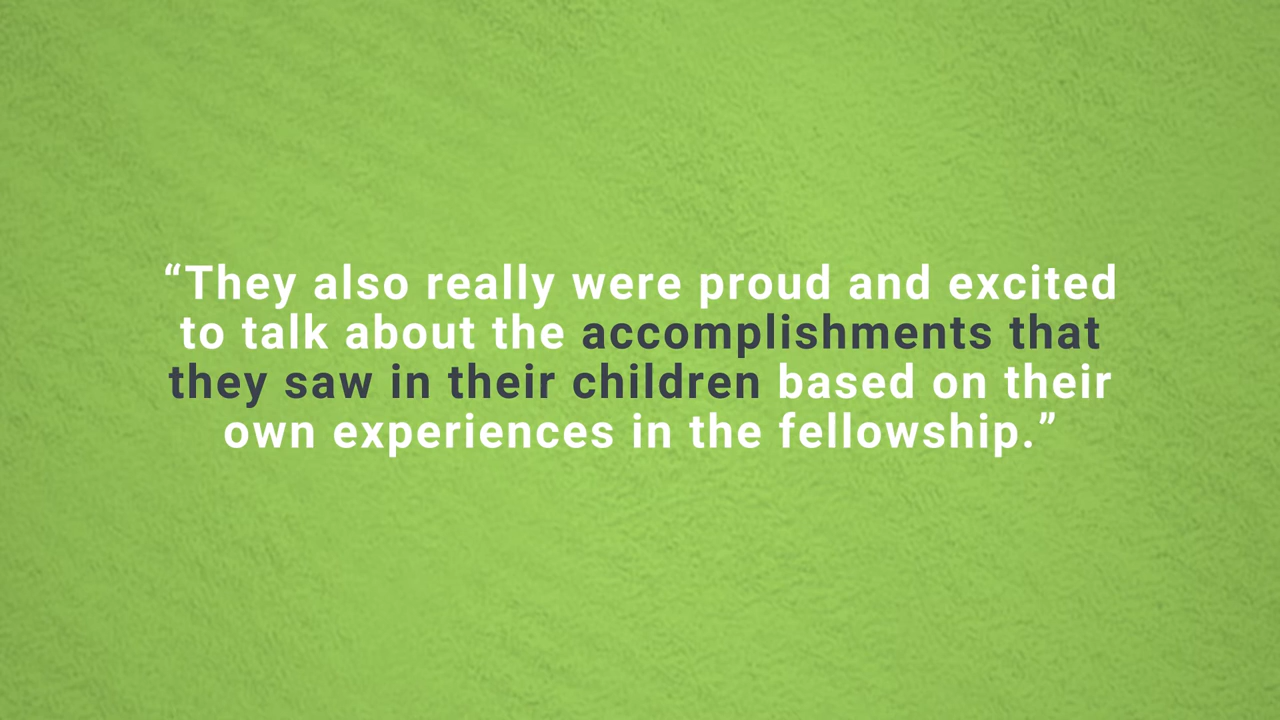 “They also really were proud and excited
to talk about the accomplishments that
they saw in their children based on their
own experiences in the fellowship.”